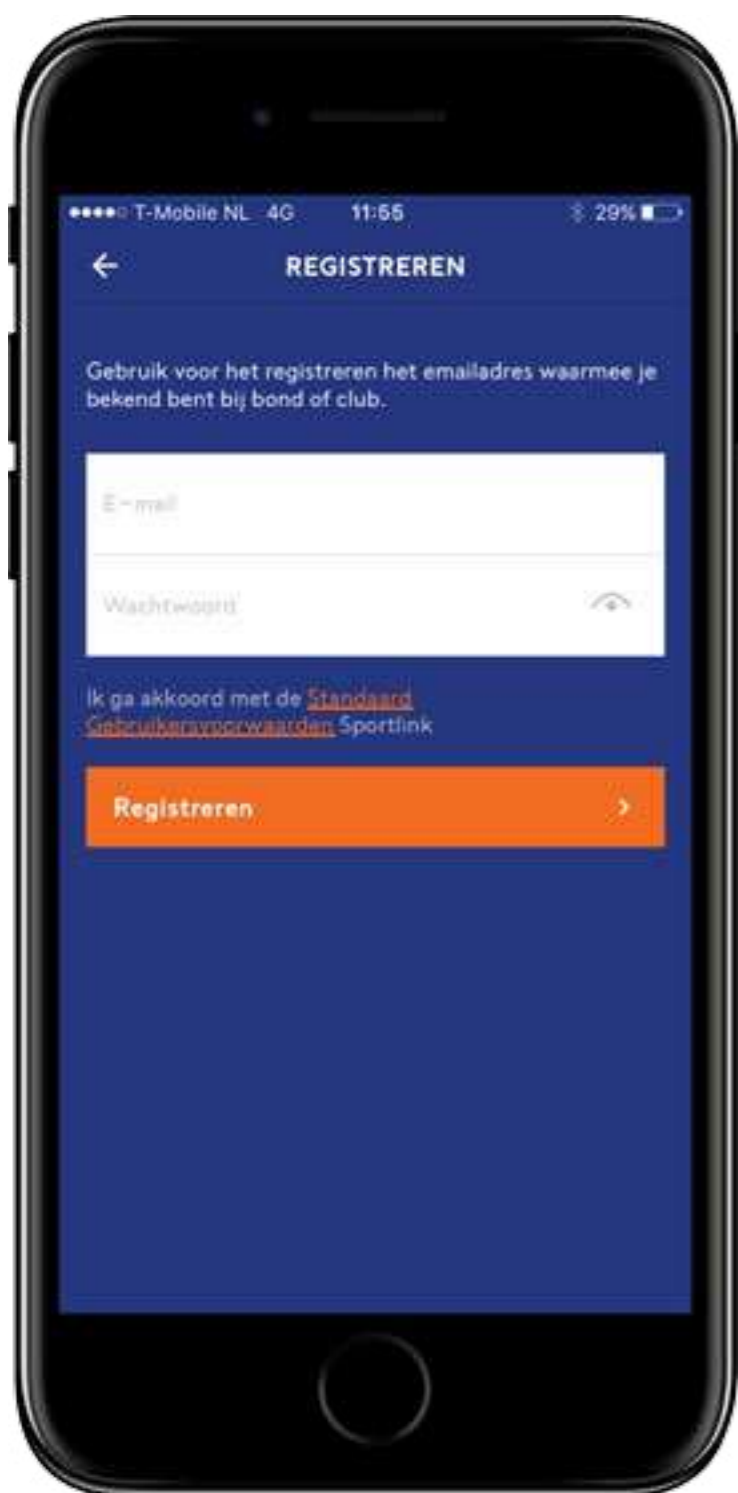 T-Mobile NL 4G 11:55 29%
REGISTREREN
Gebruik voor het registreren het emailadres waarmee je
bekend bent bij bond of club.
E-mail
Wachtwoord
Ik ga akkoord met de Standaard
Gebruikersvoorwaarden Sportlink
Registreren